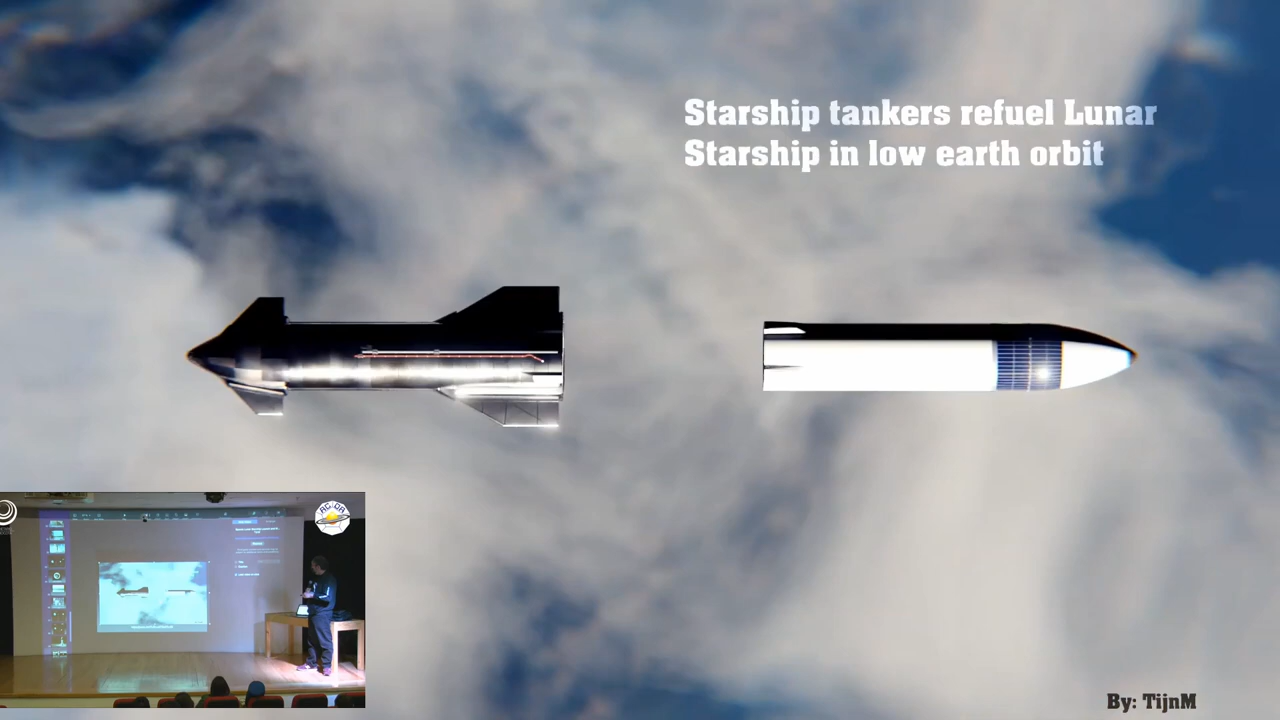 Starship tankers refuel Lunar
Starship in low earth orbit
By: TijnM